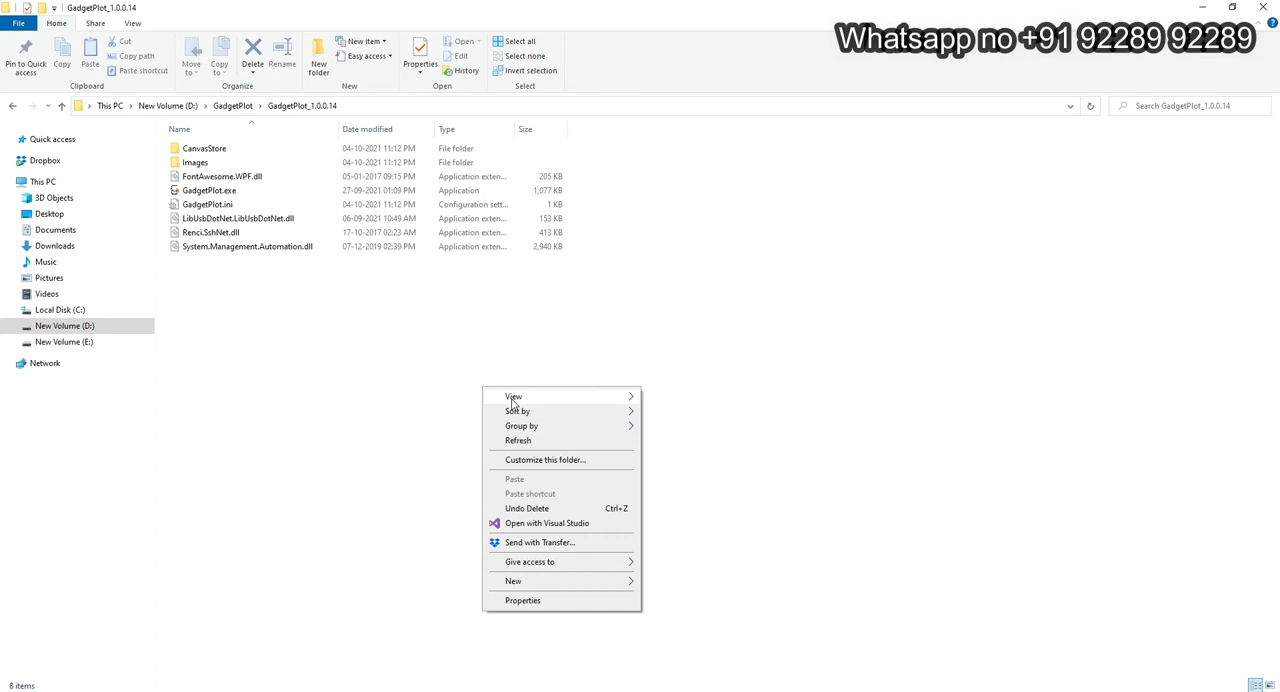 GadgetPlot_1.0.0.14
File Home Share View
Whatsapp no +91 92289 92289
Pin to Quick access
Copy
Paste
Cut
Copy path
Paste shortcut
Clipboard
Move to
Copy to
Delete
Rename
Organize
New folder
New item
Easy access
New
Properties
Open
Edit
History
Open
Select all
Select none
Invert selection
Select
This PC > New Volume (D:) > GadgetPlot > GadgetPlot_1.0.0.14
Search GadgetPlot_1.0.0.14
Quick access
Dropbox
This PC
3D Objects
Desktop
Documents
Downloads
Music
Pictures
Videos
Local Disk (C:)
New Volume (D:)
New Volume (E:)
Network
Name Date modified Type Size
CanvasStore 04-10-2021 11:12 PM File folder
Images 04-10-2021 11:12 PM File folder
FontAwesome.WPF.dll 05-01-2017 09:15 PM Application exten... 205 KB
GadgetPlot.exe 27-09-2021 01:09 PM Application 1,077 KB
GadgetPlot.ini 04-10-2021 11:12 PM Configuration sett... 1 KB
LibUsbDotNet.LibUsbDotNet.dll 06-09-2021 10:49 AM Application exten... 153 KB
Renci.SshNet.dll 17-10-2017 02:23 AM Application exten... 413 KB
System.Management.Automation.dll 07-12-2019 02:39 PM Application exten... 2,940 KB
View
Sort by
Group by
Refresh
Customize this folder...
Paste
Paste shortcut
Undo Delete Ctrl+Z
Open with Visual Studio
Send with Transfer...
Give access to
New
Properties
8 items